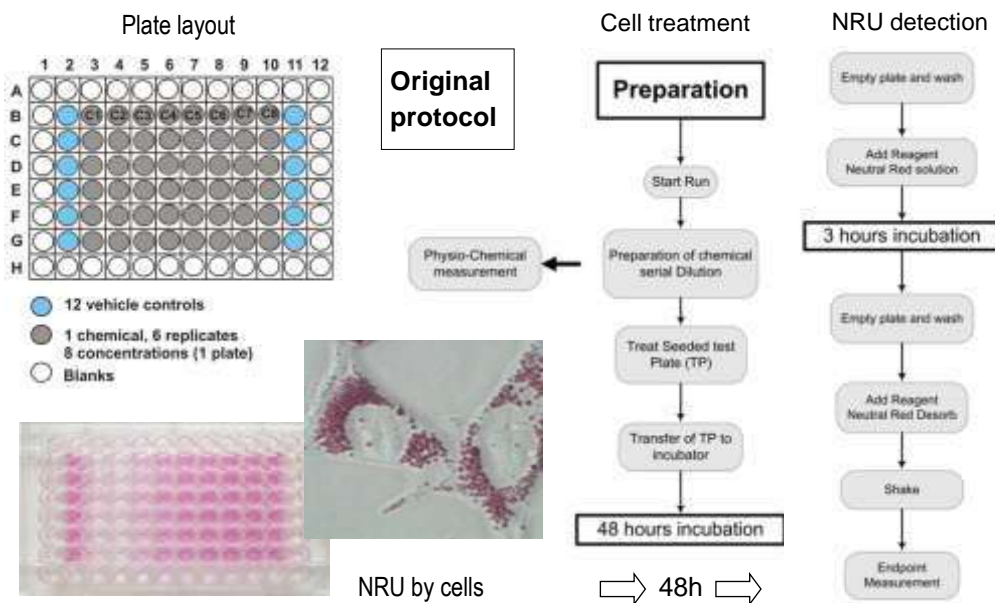 Plate layout
1 2 3 4 5 6 7 8 9 10 11 12
A
B C1 C2 C3 C4 C5 C6 C7 C8
C
D
E
F
G
H
12 vehicle controls
1 chemical, 6 replicates
8 concentrations (1 plate)
Blanks
NRU by cells
Original
protocol
Cell treatment
Preparation
Start Run
Physio-Chemical
measurement
Preparation of chemical
serial Dilution
Treat Seeded test
Plate (TP)
Transfer of TP to
incubator
48 hours incubation
48h
NRU detection
Empty plate and wash
Add Reagent
Neutral Red solution
3 hours incubation
Empty plate and wash
Add Reagent
Neutral Red Desorb
Shake
Endpoint
Measurement